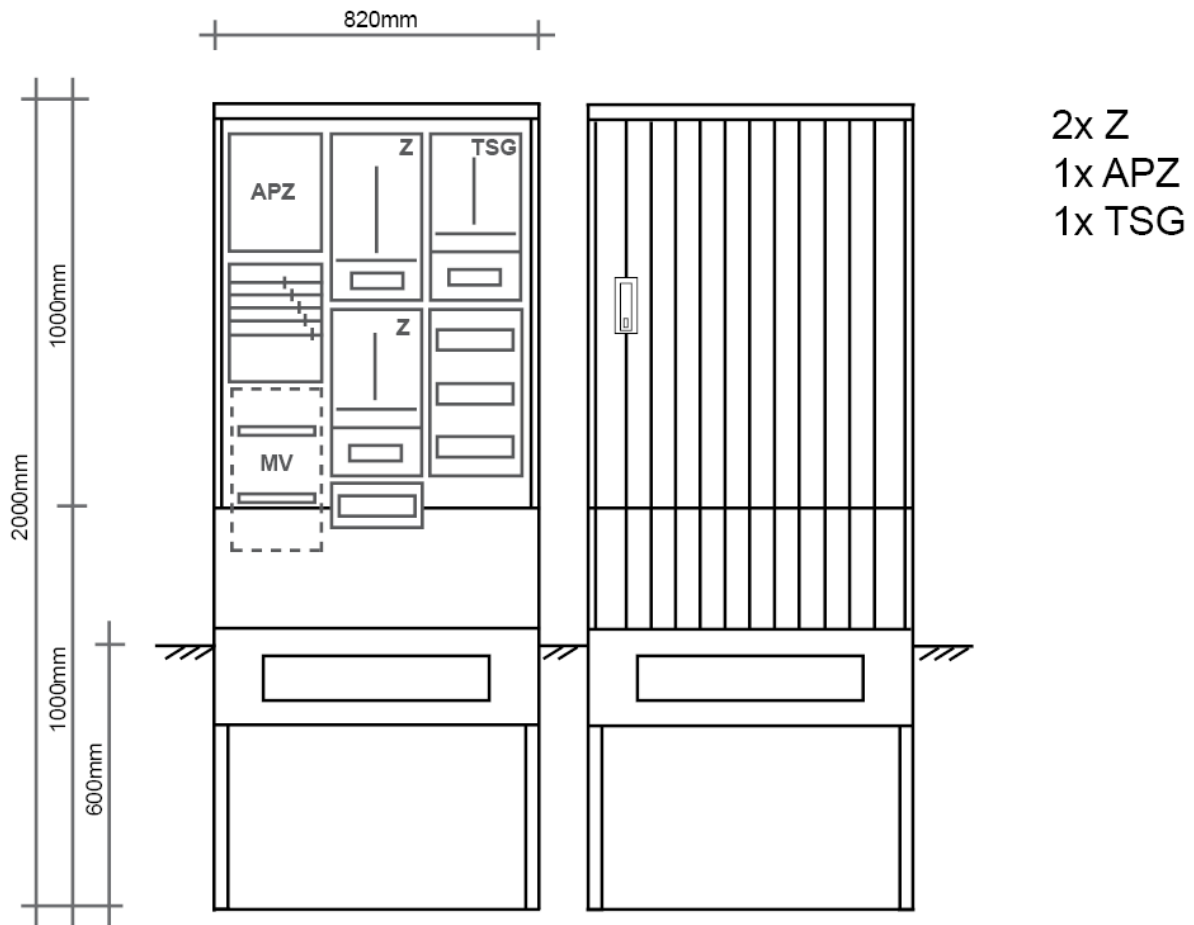 820mm
2x Z
1x APZ
1x TSG
Z
TSG
APZ
1000mm
Z
2000mm
MV
1000mm
600mm